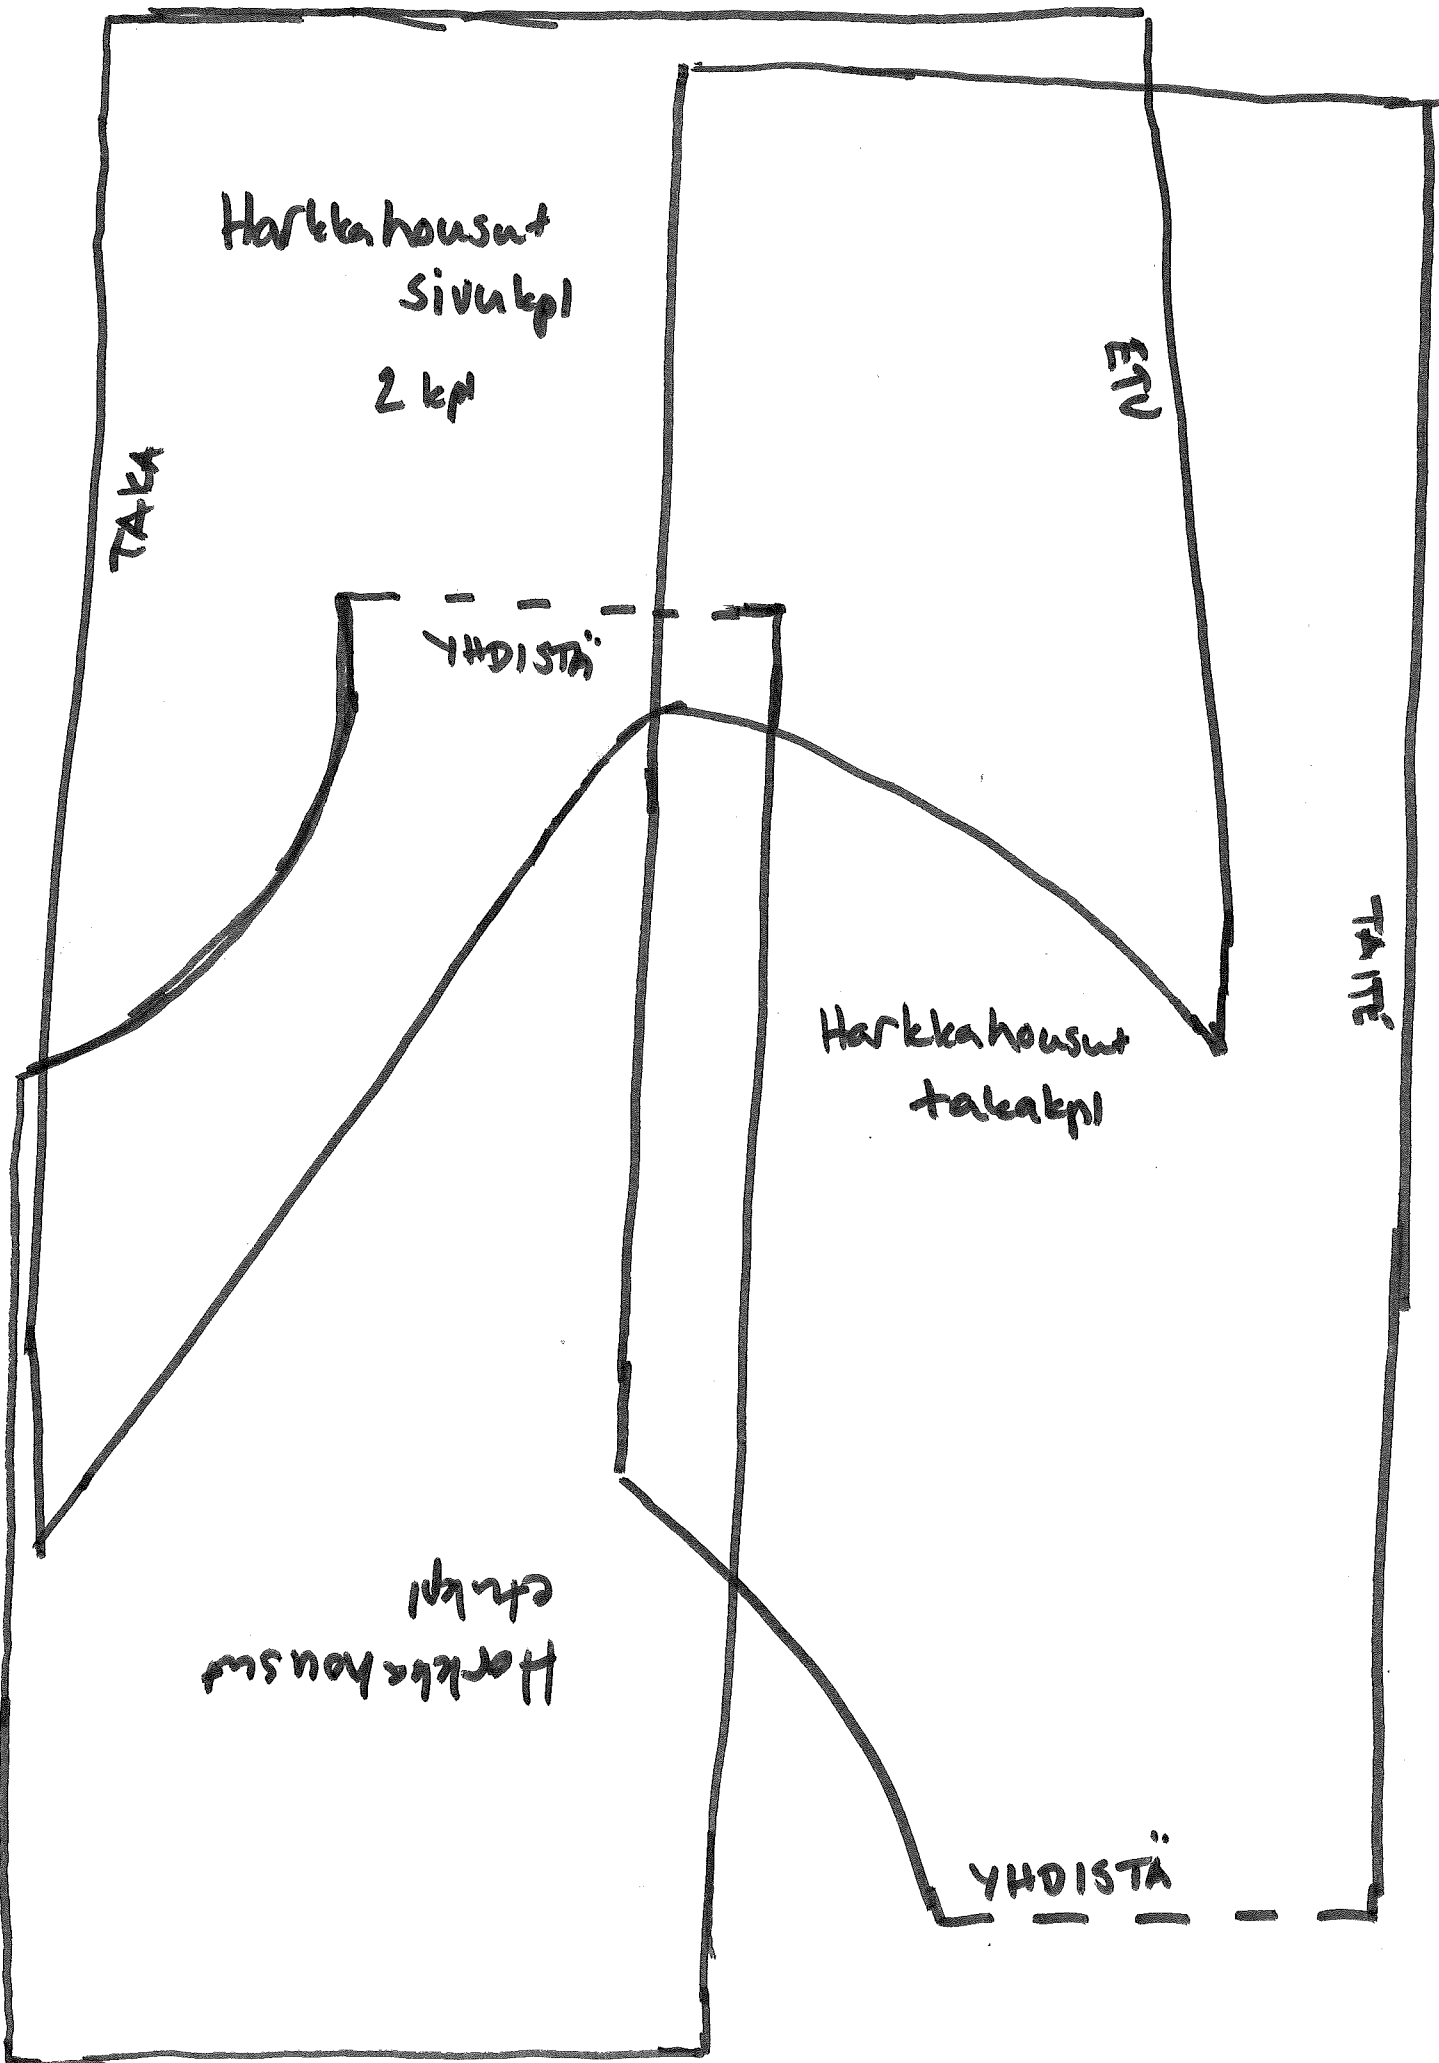 Harkkahousut
sivukpl
2 kpl
ETU
TAKA
YHDISTÄ
TAITE
Harkkahousut
takakpl
Harkkahousut
etukpl
YHDISTÄ